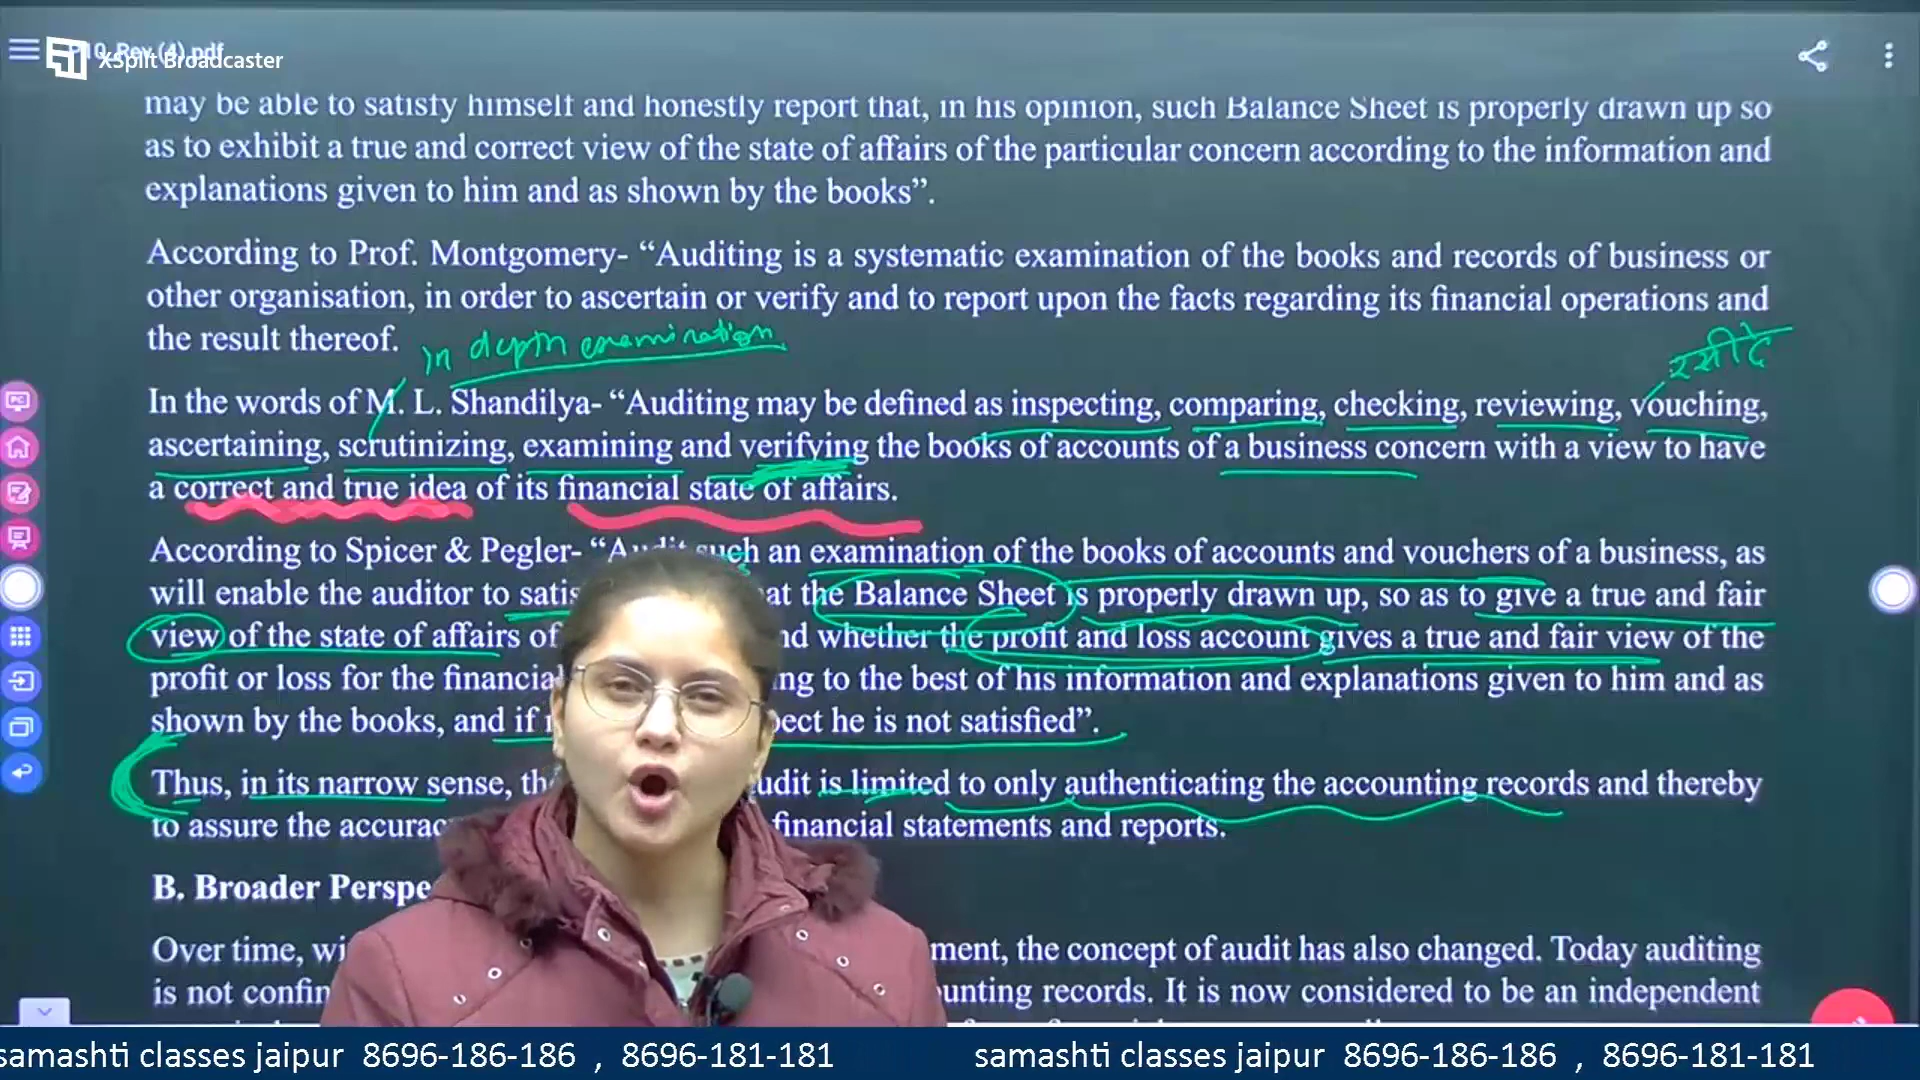 P10_Rev (4).pdf
XSplit Broadcaster
may be able to satisfy himself and honestly report that, in his opinion, such Balance Sheet is properly drawn up so
as to exhibit a true and correct view of the state of affairs of the particular concern according to the information and
explanations given to him and as shown by the books”.
According to Prof. Montgomery- “Auditing is a systematic examination of the books and records of business or
other organisation, in order to ascertain or verify and to report upon the facts regarding its financial operations and
the result thereof.
in depth examination
रसीद
In the words of M. L. Shandilya- “Auditing may be defined as inspecting, comparing, checking, reviewing, vouching,
ascertaining, scrutinizing, examining and verifying the books of accounts of a business concern with a view to have
a correct and true idea of its financial state of affairs.
According to Spicer & Pegler- “Audit such an examination of the books of accounts and vouchers of a business, as
will enable the auditor to at the Balance Sheet is properly drawn up, so as to give a true and fair
view of the state of affairs of whether the profit and loss account gives a true and fair view of the
profit or loss for the to the best of his information and explanations given to him and as
shown by the books, and if he is not satisfied”.
Thus, in its narrow sense, is limited to only authenticating the accounting records and thereby
to assure the financial statements and reports.
B. Broader
Over time, the concept of audit has also changed. Today auditing
is not records. It is now considered to be an independent
samashti classes jaipur 8696-186-186 , 8696-181-181 samashti classes jaipur 8696-186-186 , 8696-181-181